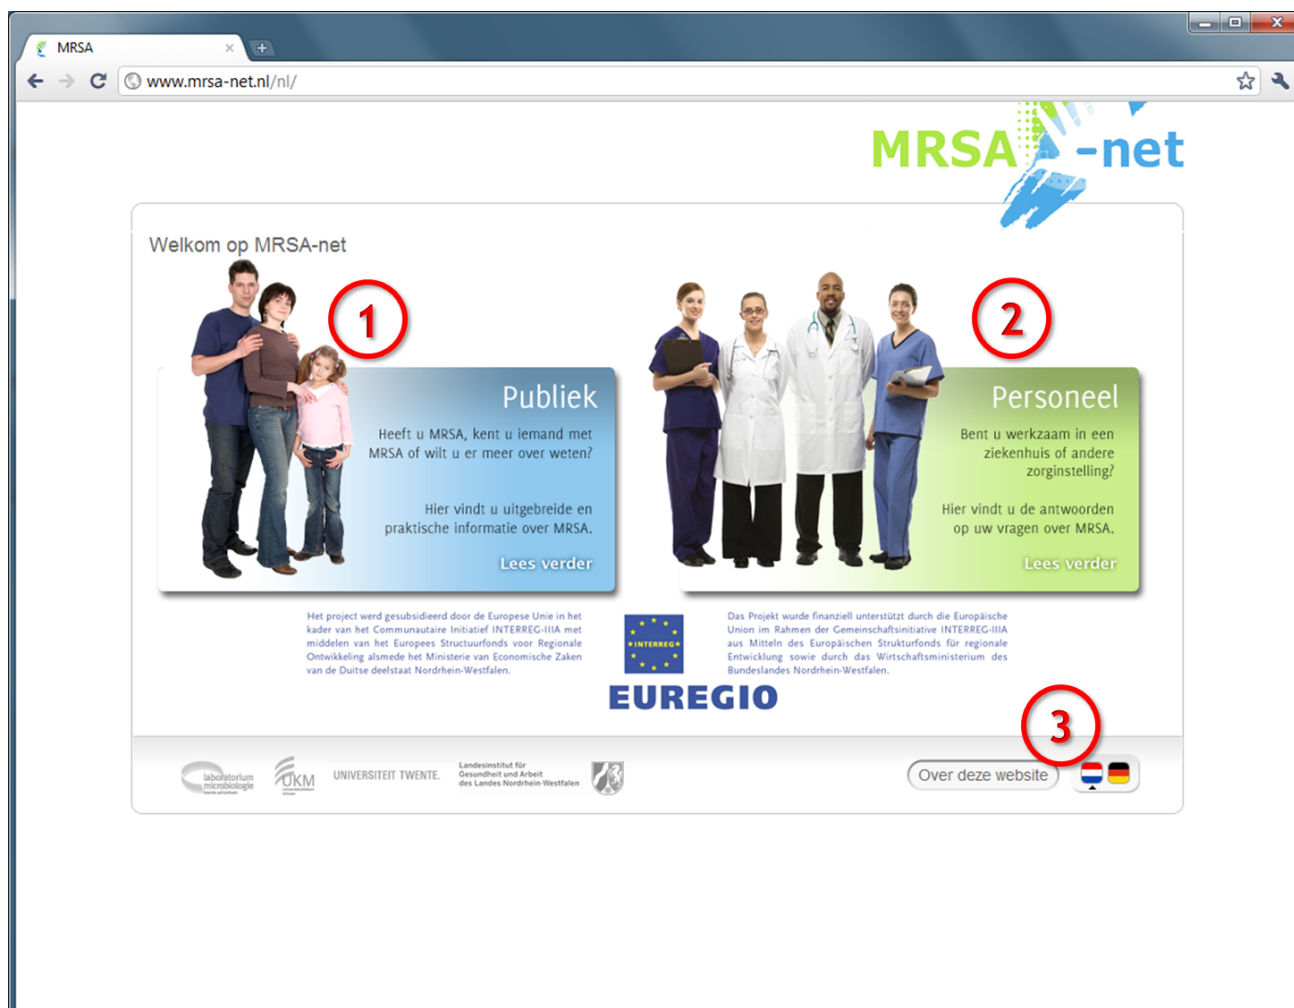 MRSA
www.mrsa-net.nl/nl/
MRSA-net
Welkom op MRSA-net
1
Publiek
Heeft u MRSA, kent u iemand met
MRSA of wilt u er meer over weten?
Hier vindt u uitgebreide en
praktische informatie over MRSA.
Lees verder
2
Personeel
Bent u werkzaam in een
ziekenhuis of andere
zorginstelling?
Hier vindt u de antwoorden
op uw vragen over MRSA.
Lees verder
Het project werd gesubsidieerd door de Europese Unie in het
kader van het Communautaire Initiatief INTERREG-IIIA met
middelen van het Europees Structuurfonds voor Regionale
Ontwikkeling alsmede het Ministerie van Economische Zaken
van de Duitse deelstaat Nordrhein-Westfalen.
INTERREG
EUREGIO
Das Projekt wurde finanziell unterstützt durch die Europäische
Union im Rahmen der Gemeinschaftsinitiative INTERREG-IIIA
aus Mitteln des Europäischen Strukturfonds für regionale
Entwicklung sowie durch das Wirtschaftsministerium des
Bundeslandes Nordrhein-Westfalen.
3
laboratorium
microbiologie
UKM
UNIVERSITEIT TWENTE.
Landesinstitut für
Gesundheit und Arbeit
des Landes Nordrhein-Westfalen
Over deze website